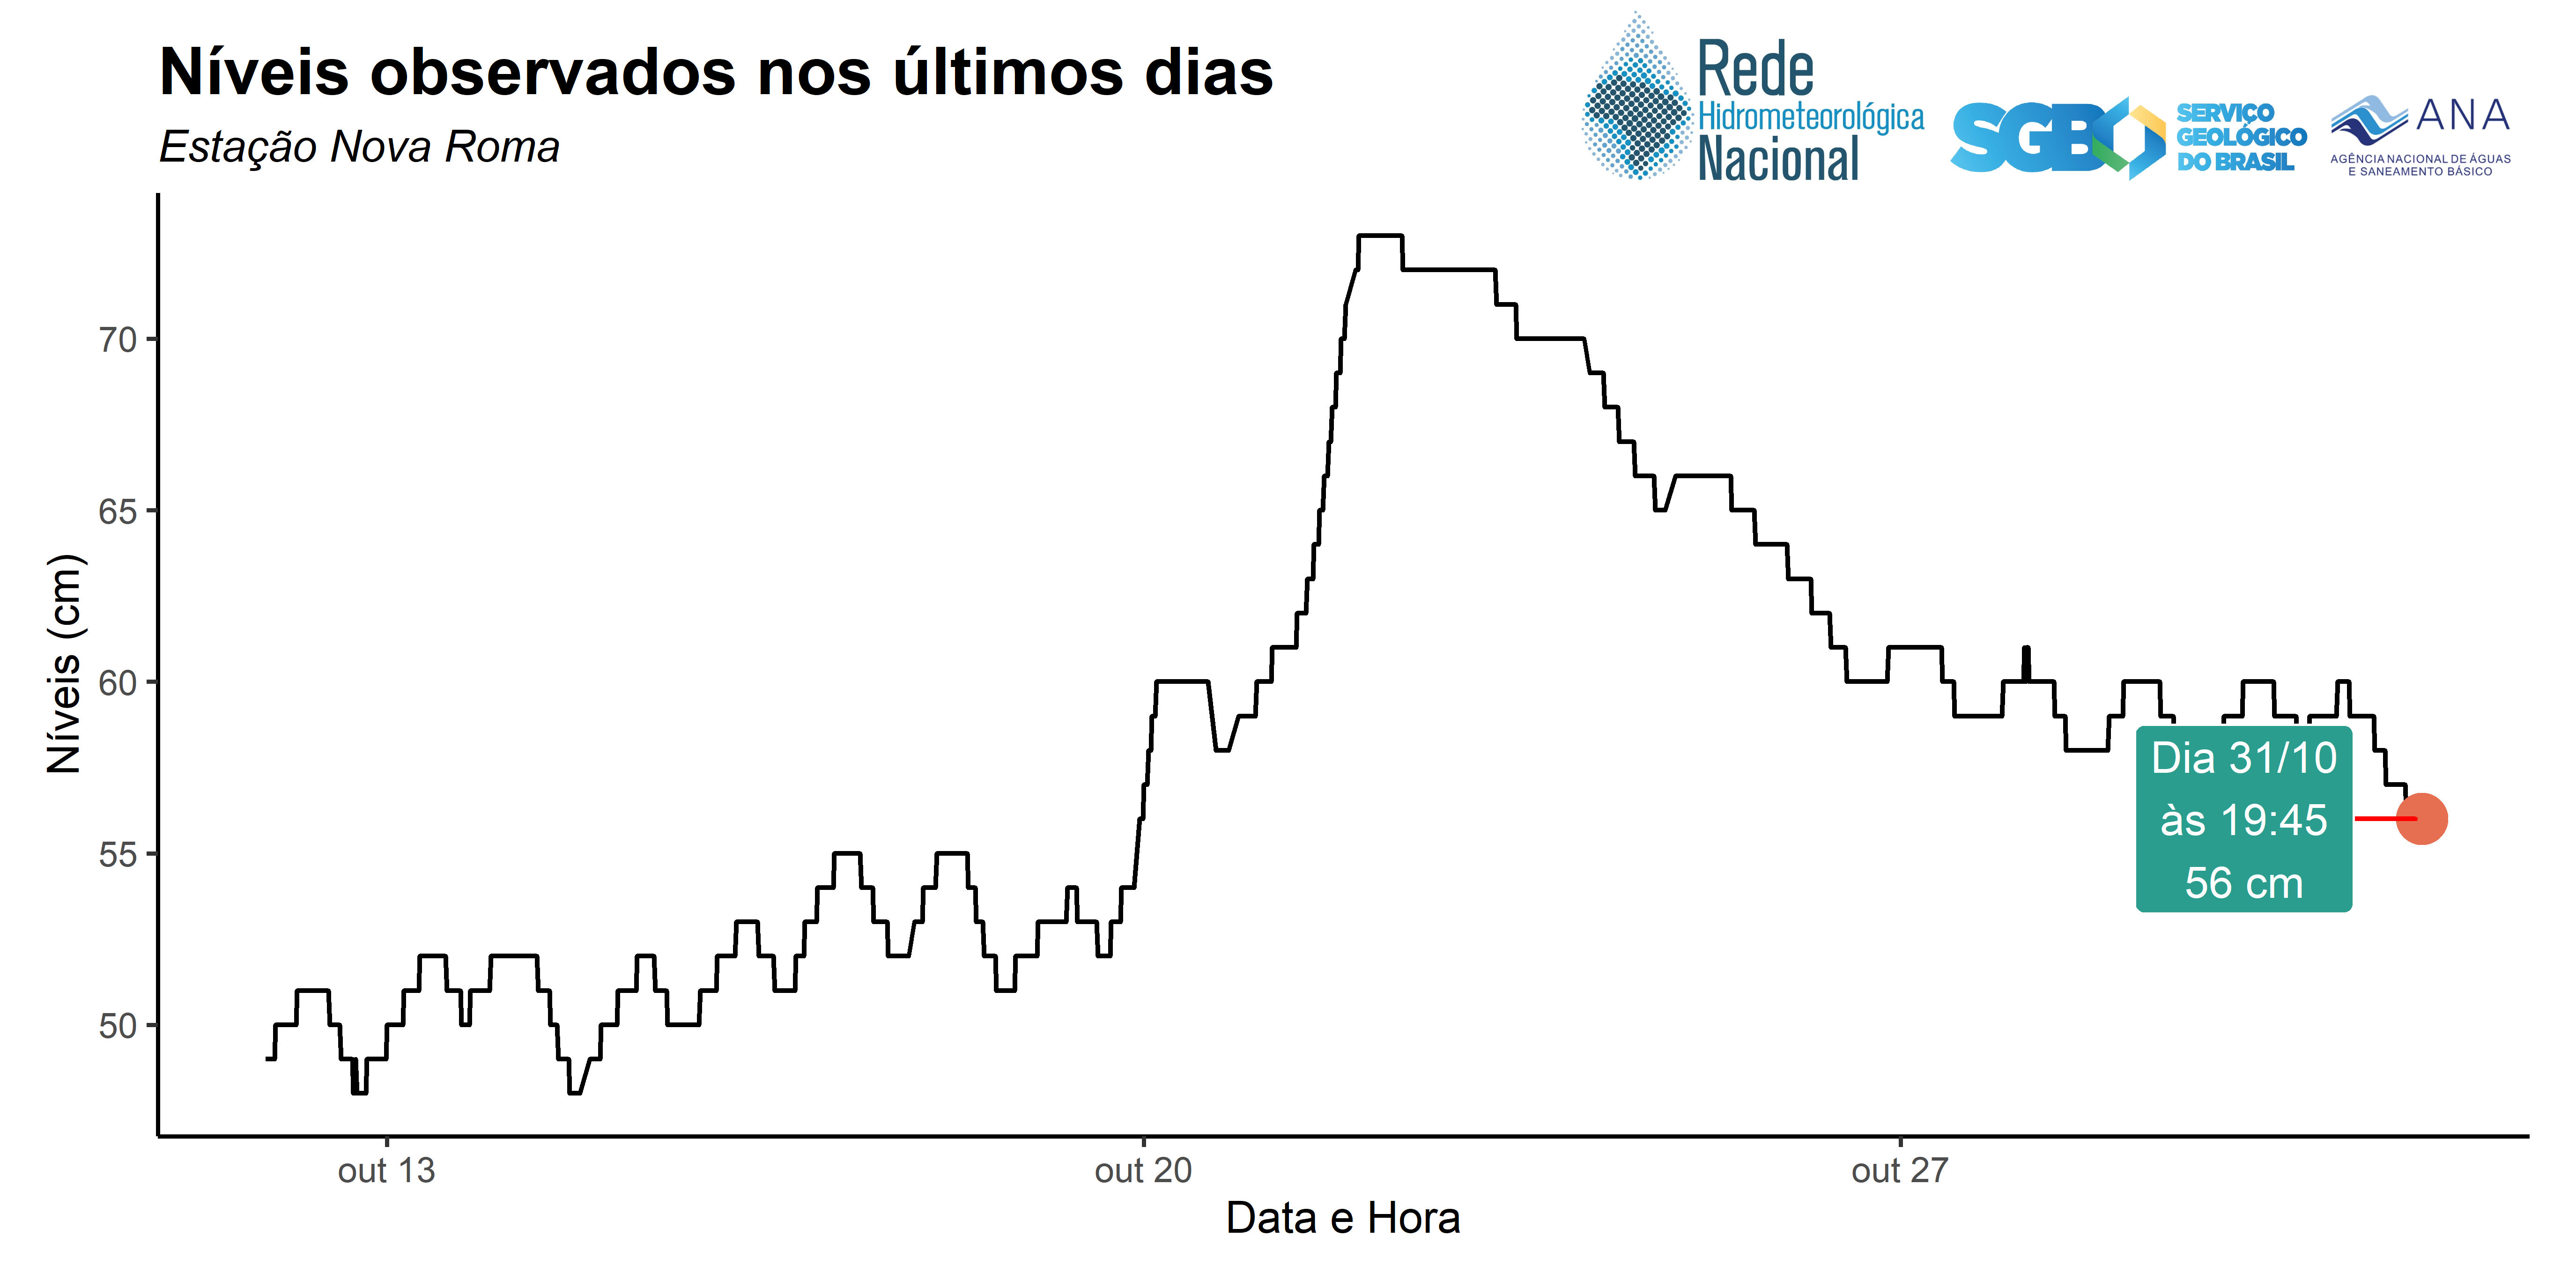 Níveis observados nos últimos dias
Estação Nova Roma
Rede
Hidrometeorológica
Nacional
SGB
SERVIÇO
GEOLÓGICO
DO BRASIL
ANA
AGÊNCIA NACIONAL DE ÁGUAS
E SANEAMENTO BÁSICO
Níveis (cm)
70
65
60
55
50
Dia 31/10
às 19:45
56 cm
out 13
out 20
out 27
Data e Hora